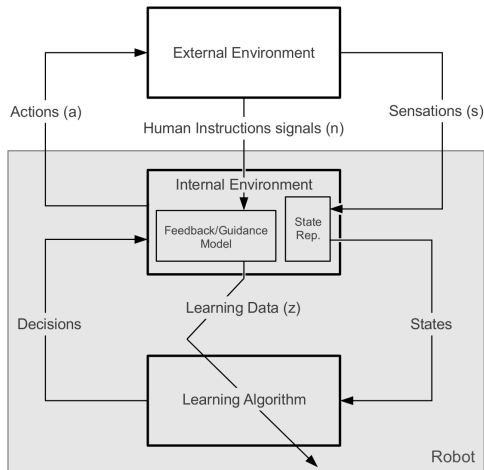 External Environment
Actions (a)
Sensations (s)
Human Instructions signals (n)
Internal Environment
Feedback/Guidance
Model
State
Rep.
Learning Data (z)
Decisions
States
Learning Algorithm
Robot